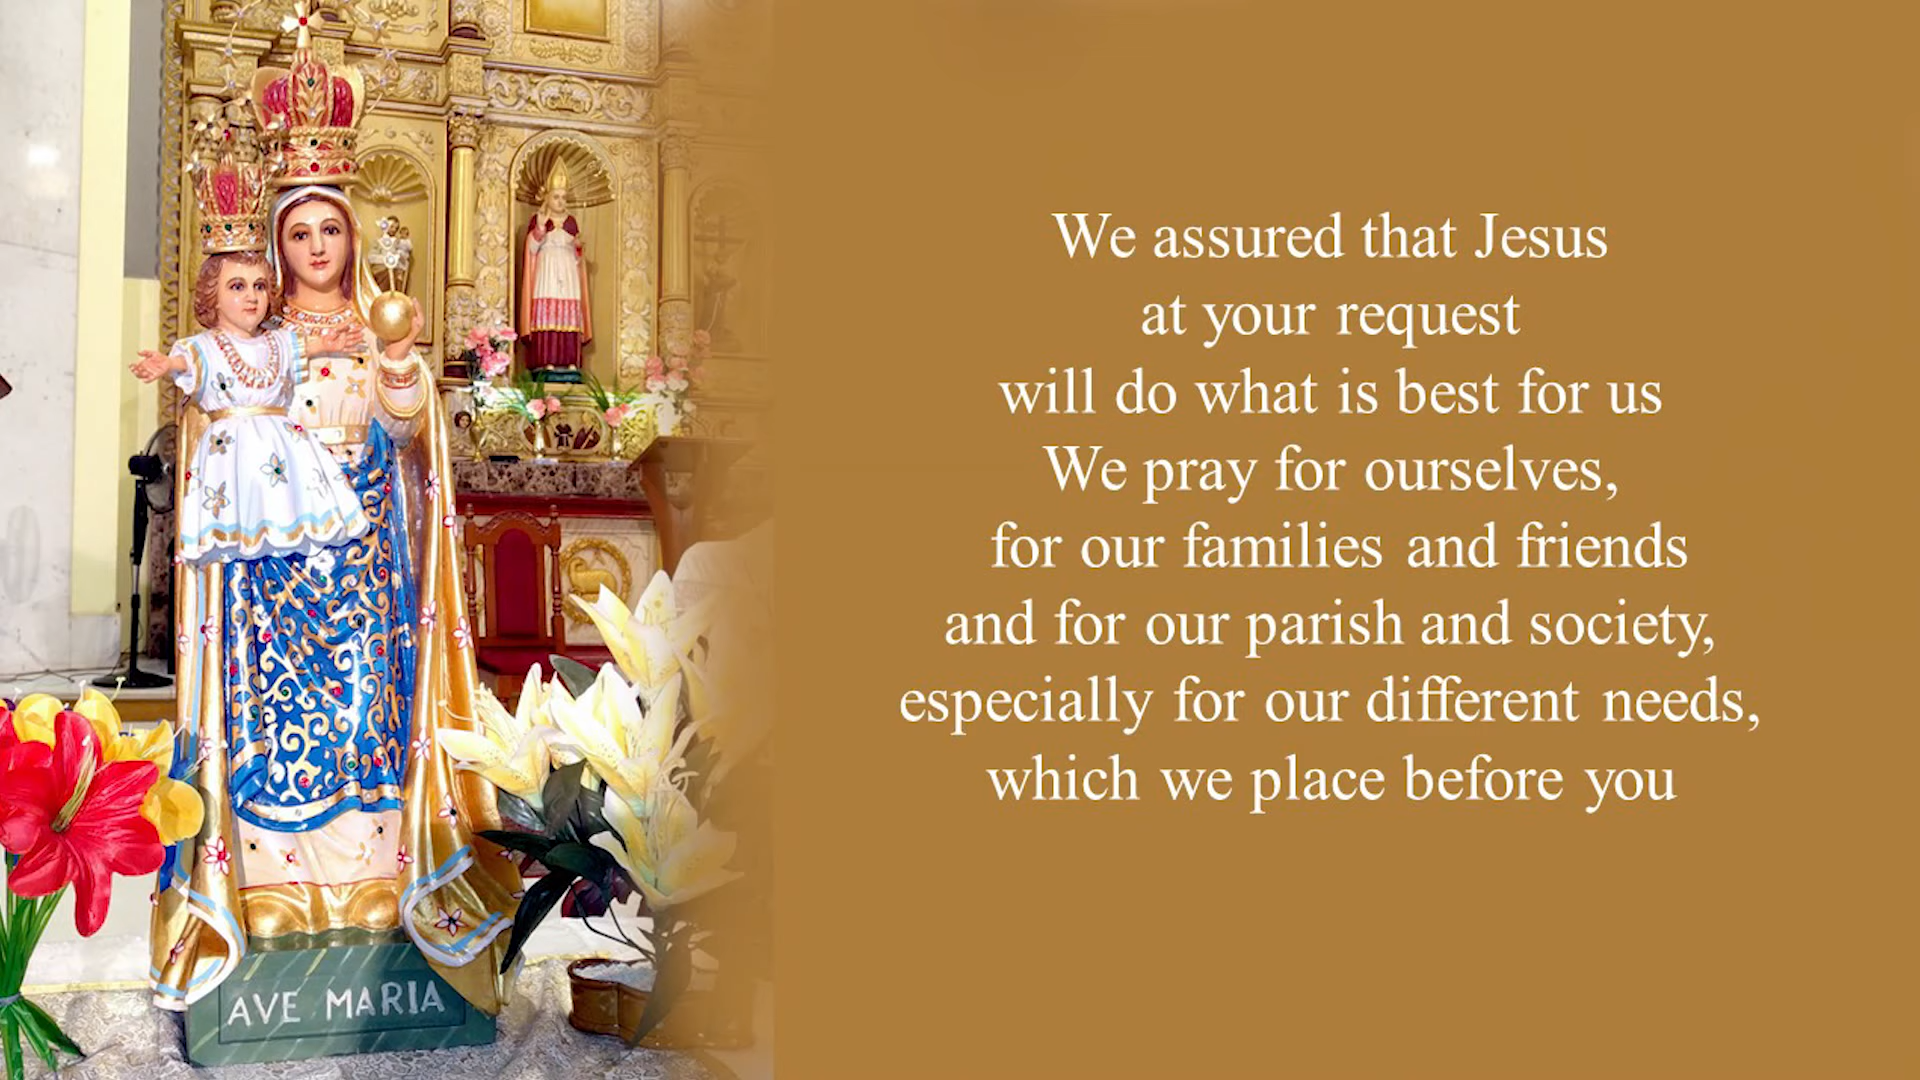 We assured that Jesus
at your request
will do what is best for us
We pray for ourselves,
for our families and friends
and for our parish and society,
especially for our different needs,
which we place before you
AVE MARIA